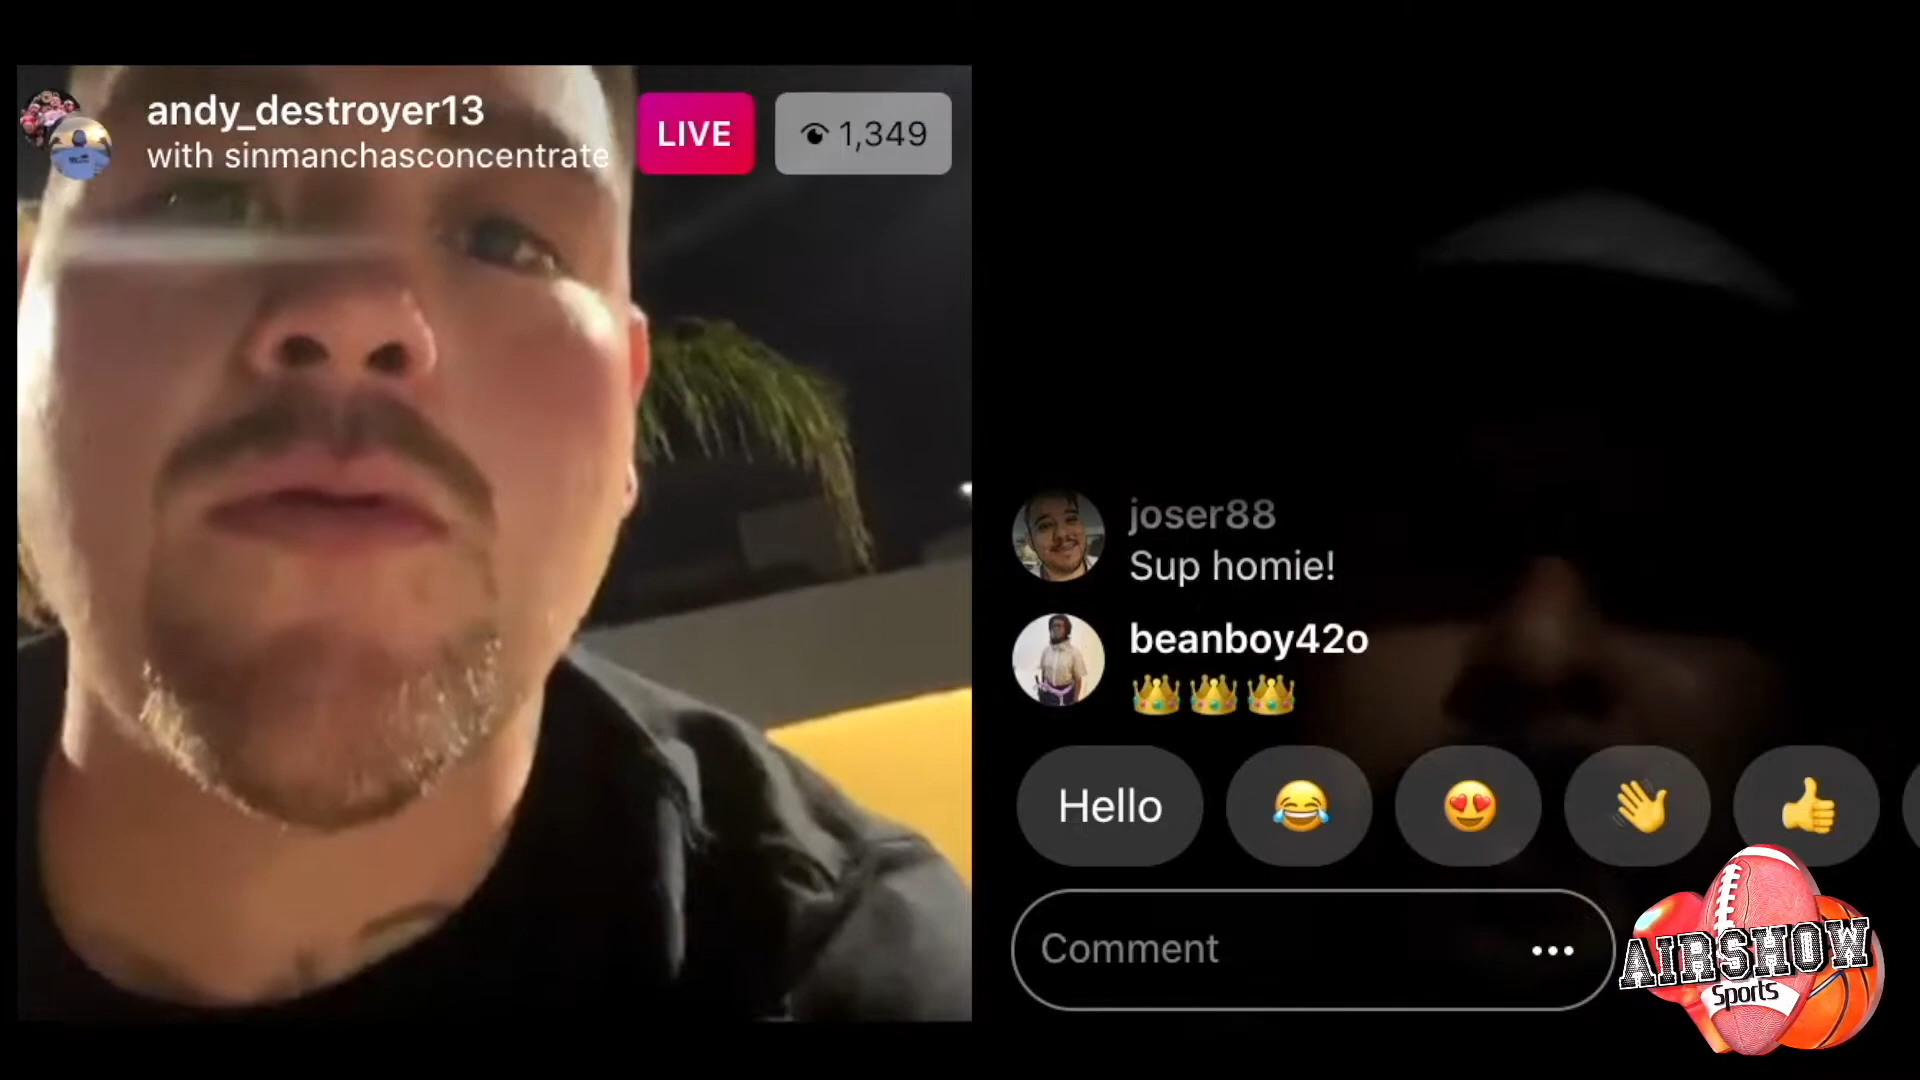 andy_destroyer13
with sinmanchasconcentrate
LIVE
1,349
joser88
Sup homie!
beanboy42o
👑👑👑
Hello
😂 😍 👋 👍
Comment
AIRSHOW
Sports